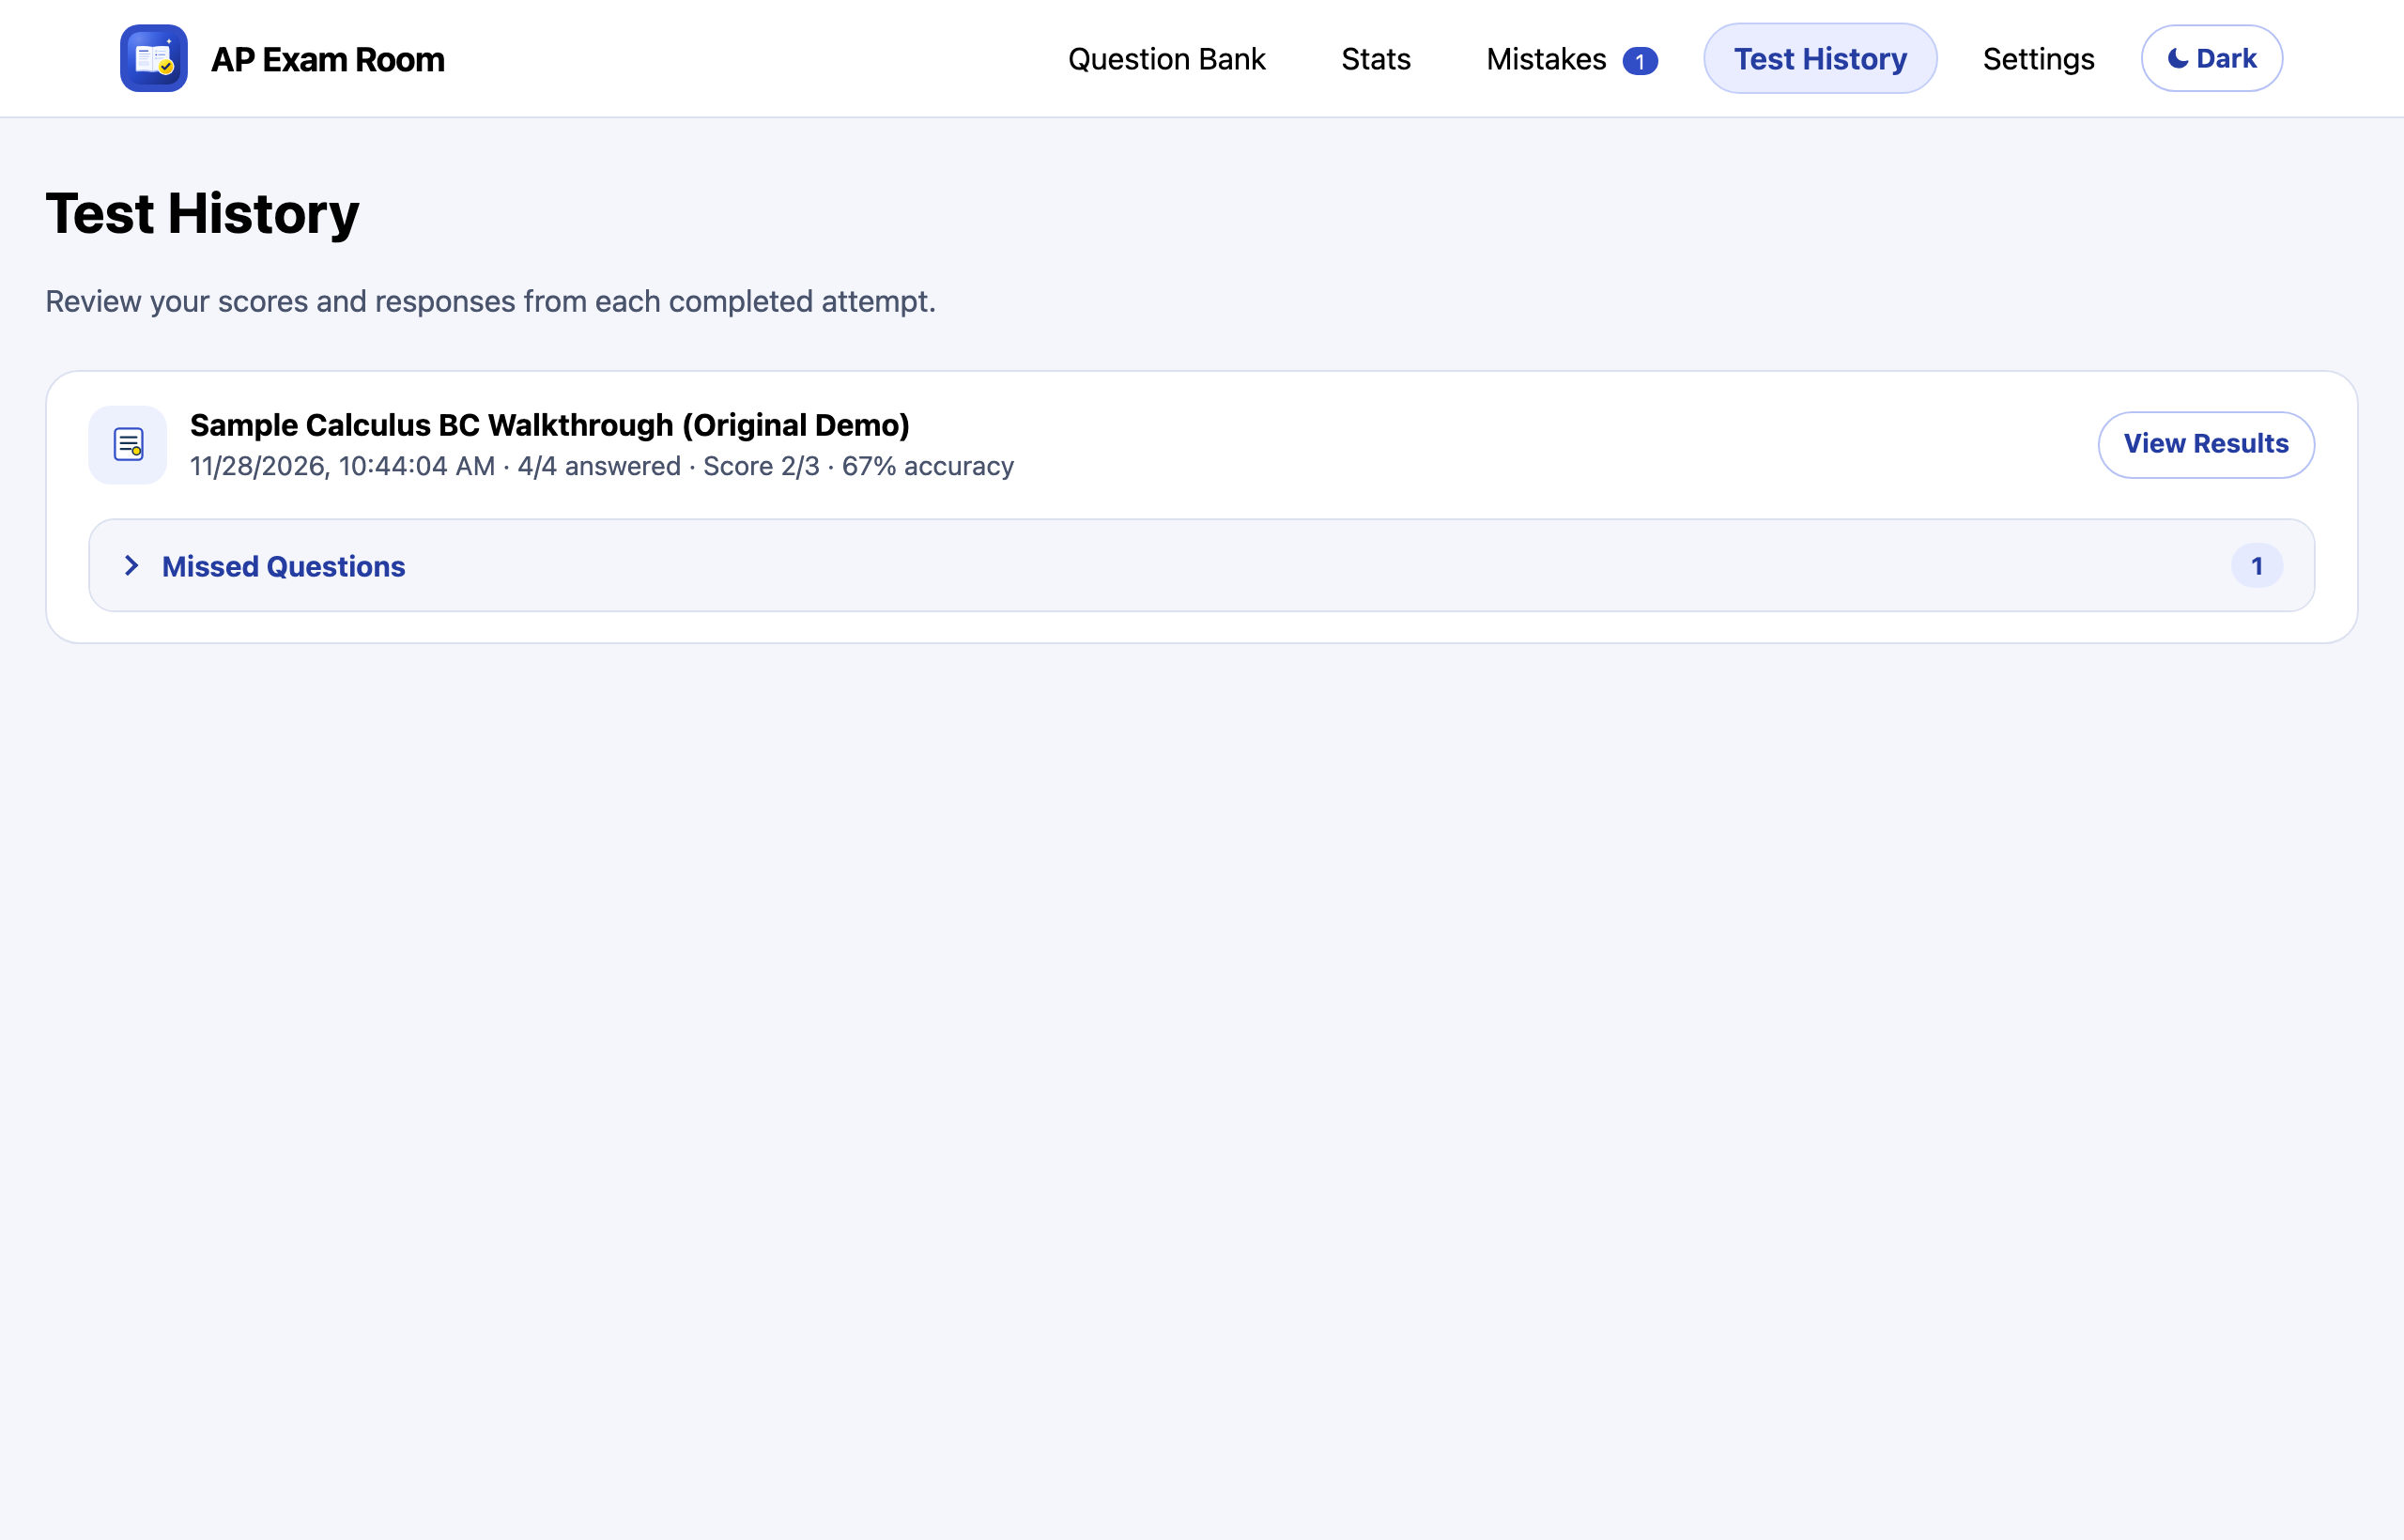 AP Exam Room
Question Bank
Stats
Mistakes 1
Test History
Settings
Dark
Test History
Review your scores and responses from each completed attempt.
Sample Calculus BC Walkthrough (Original Demo)
11/28/2026, 10:44:04 AM · 4/4 answered · Score 2/3 · 67% accuracy
View Results
Missed Questions
1